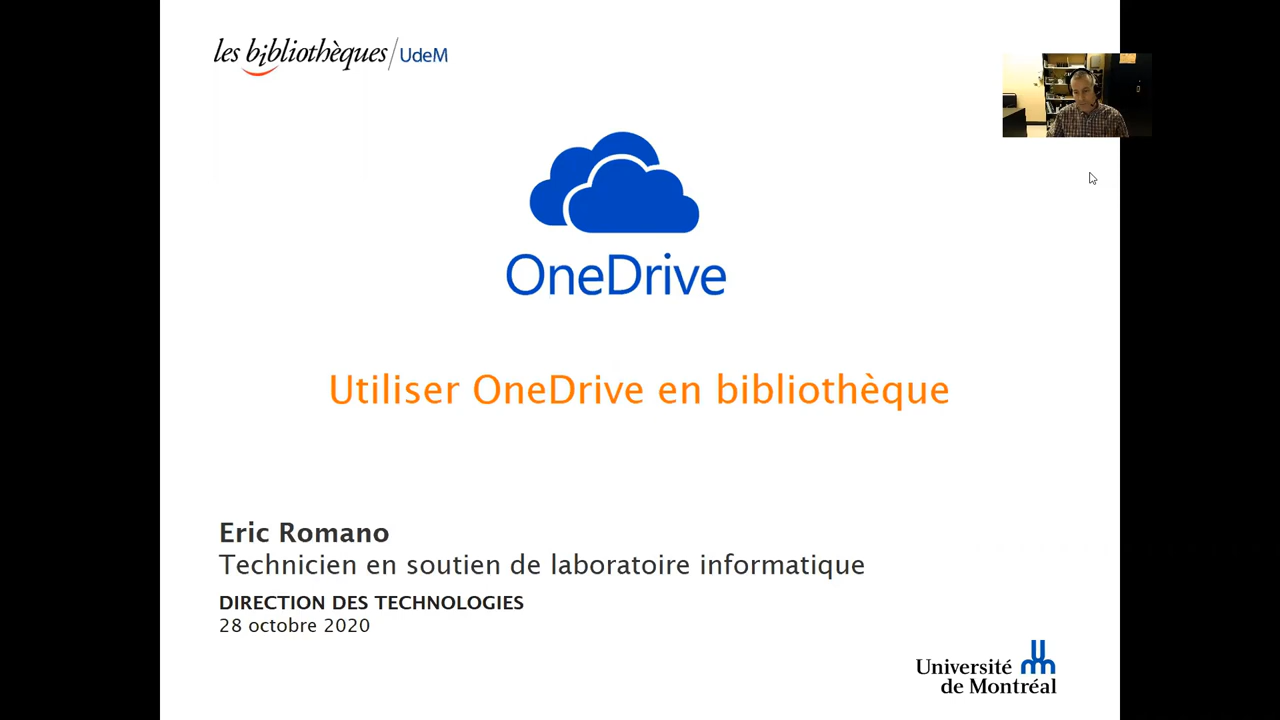 les bibliothèques/UdeM
OneDrive
Utiliser OneDrive en bibliothèque
Eric Romano
Technicien en soutien de laboratoire informatique
DIRECTION DES TECHNOLOGIES
28 octobre 2020
Université
de Montréal